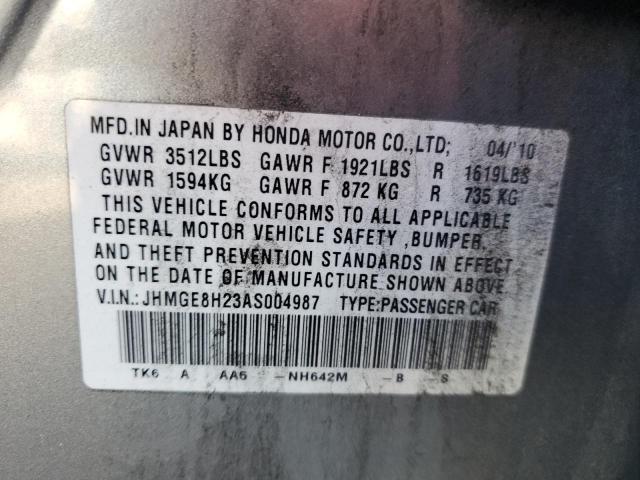 MFD.IN JAPAN BY HONDA MOTOR CO.,LTD; 04/'10
GVWR 3512LBS GAWR F 1921LBS R 1619LBS
GVWR 1594KG GAWR F 872 KG R 735 KG
THIS VEHICLE CONFORMS TO ALL APPLICABLE
FEDERAL MOTOR VEHICLE SAFETY ,BUMPER,
AND THEFT PREVENTION STANDARDS IN EFFECT
ON THE DATE OF MANUFACTURE SHOWN ABOVE.
V.I.N.: JHMGE8H23AS004987 TYPE:PASSENGER CAR
TK6 A AA5 -NH642M -B -S